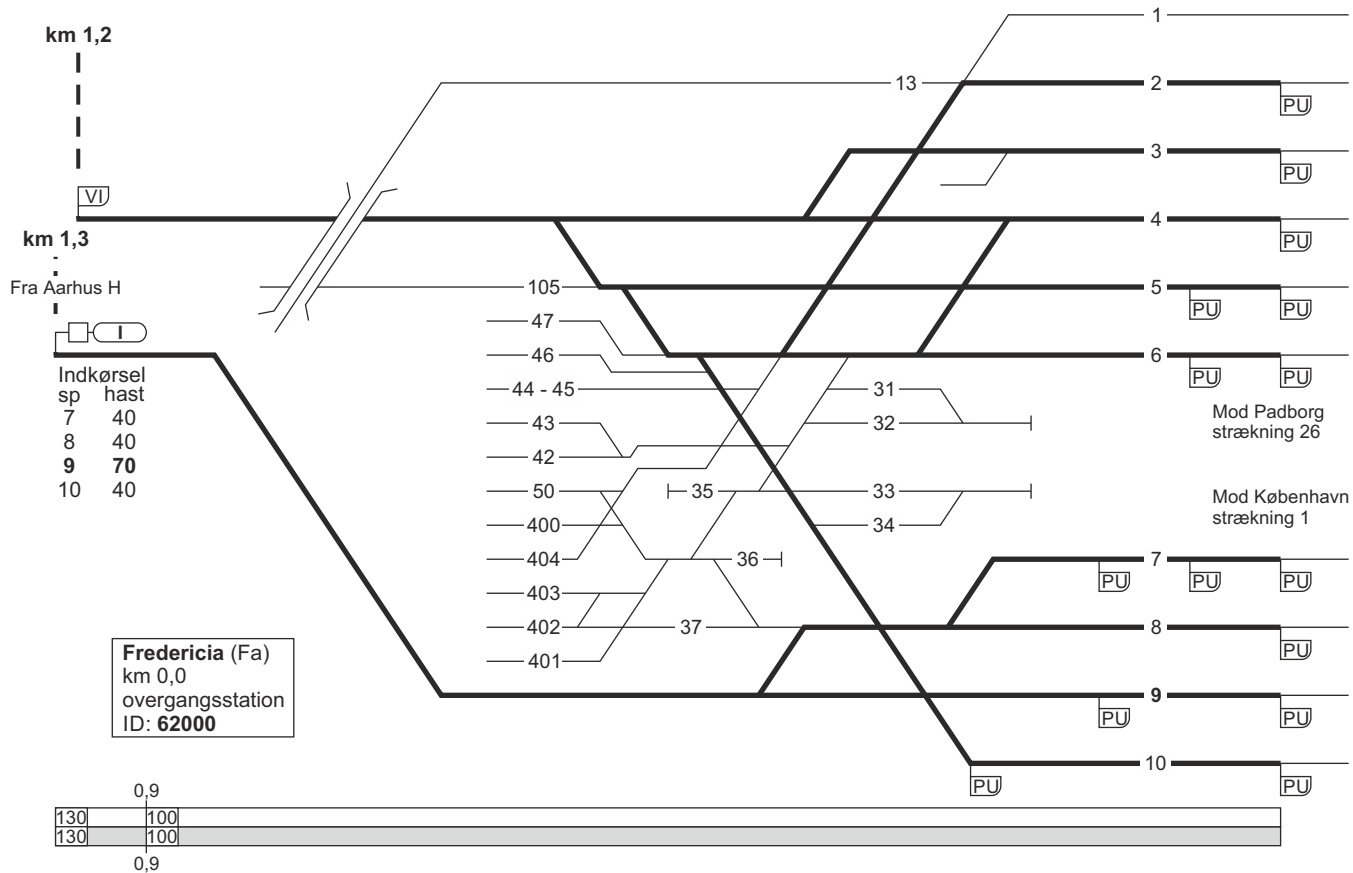 km 1,2
VI
km 1,3
Fra Aarhus H
I
Indkørsel
sp hast
7 40
8 40
9 70
10 40
1
13
2
PU
3
PU
4
PU
105
5
PU
PU
47
46
6
PU
PU
44 - 45
31
43
32
42
Mod Padborg
strækning 26
50
35
33
400
34
Mod København
strækning 1
404
36
7
PU
PU
PU
403
402
37
8
PU
401
9
PU
PU
10
PU
PU
Fredericia (Fa)
km 0,0
overgangsstation
ID: 62000
0,9
130 100
130 100
0,9